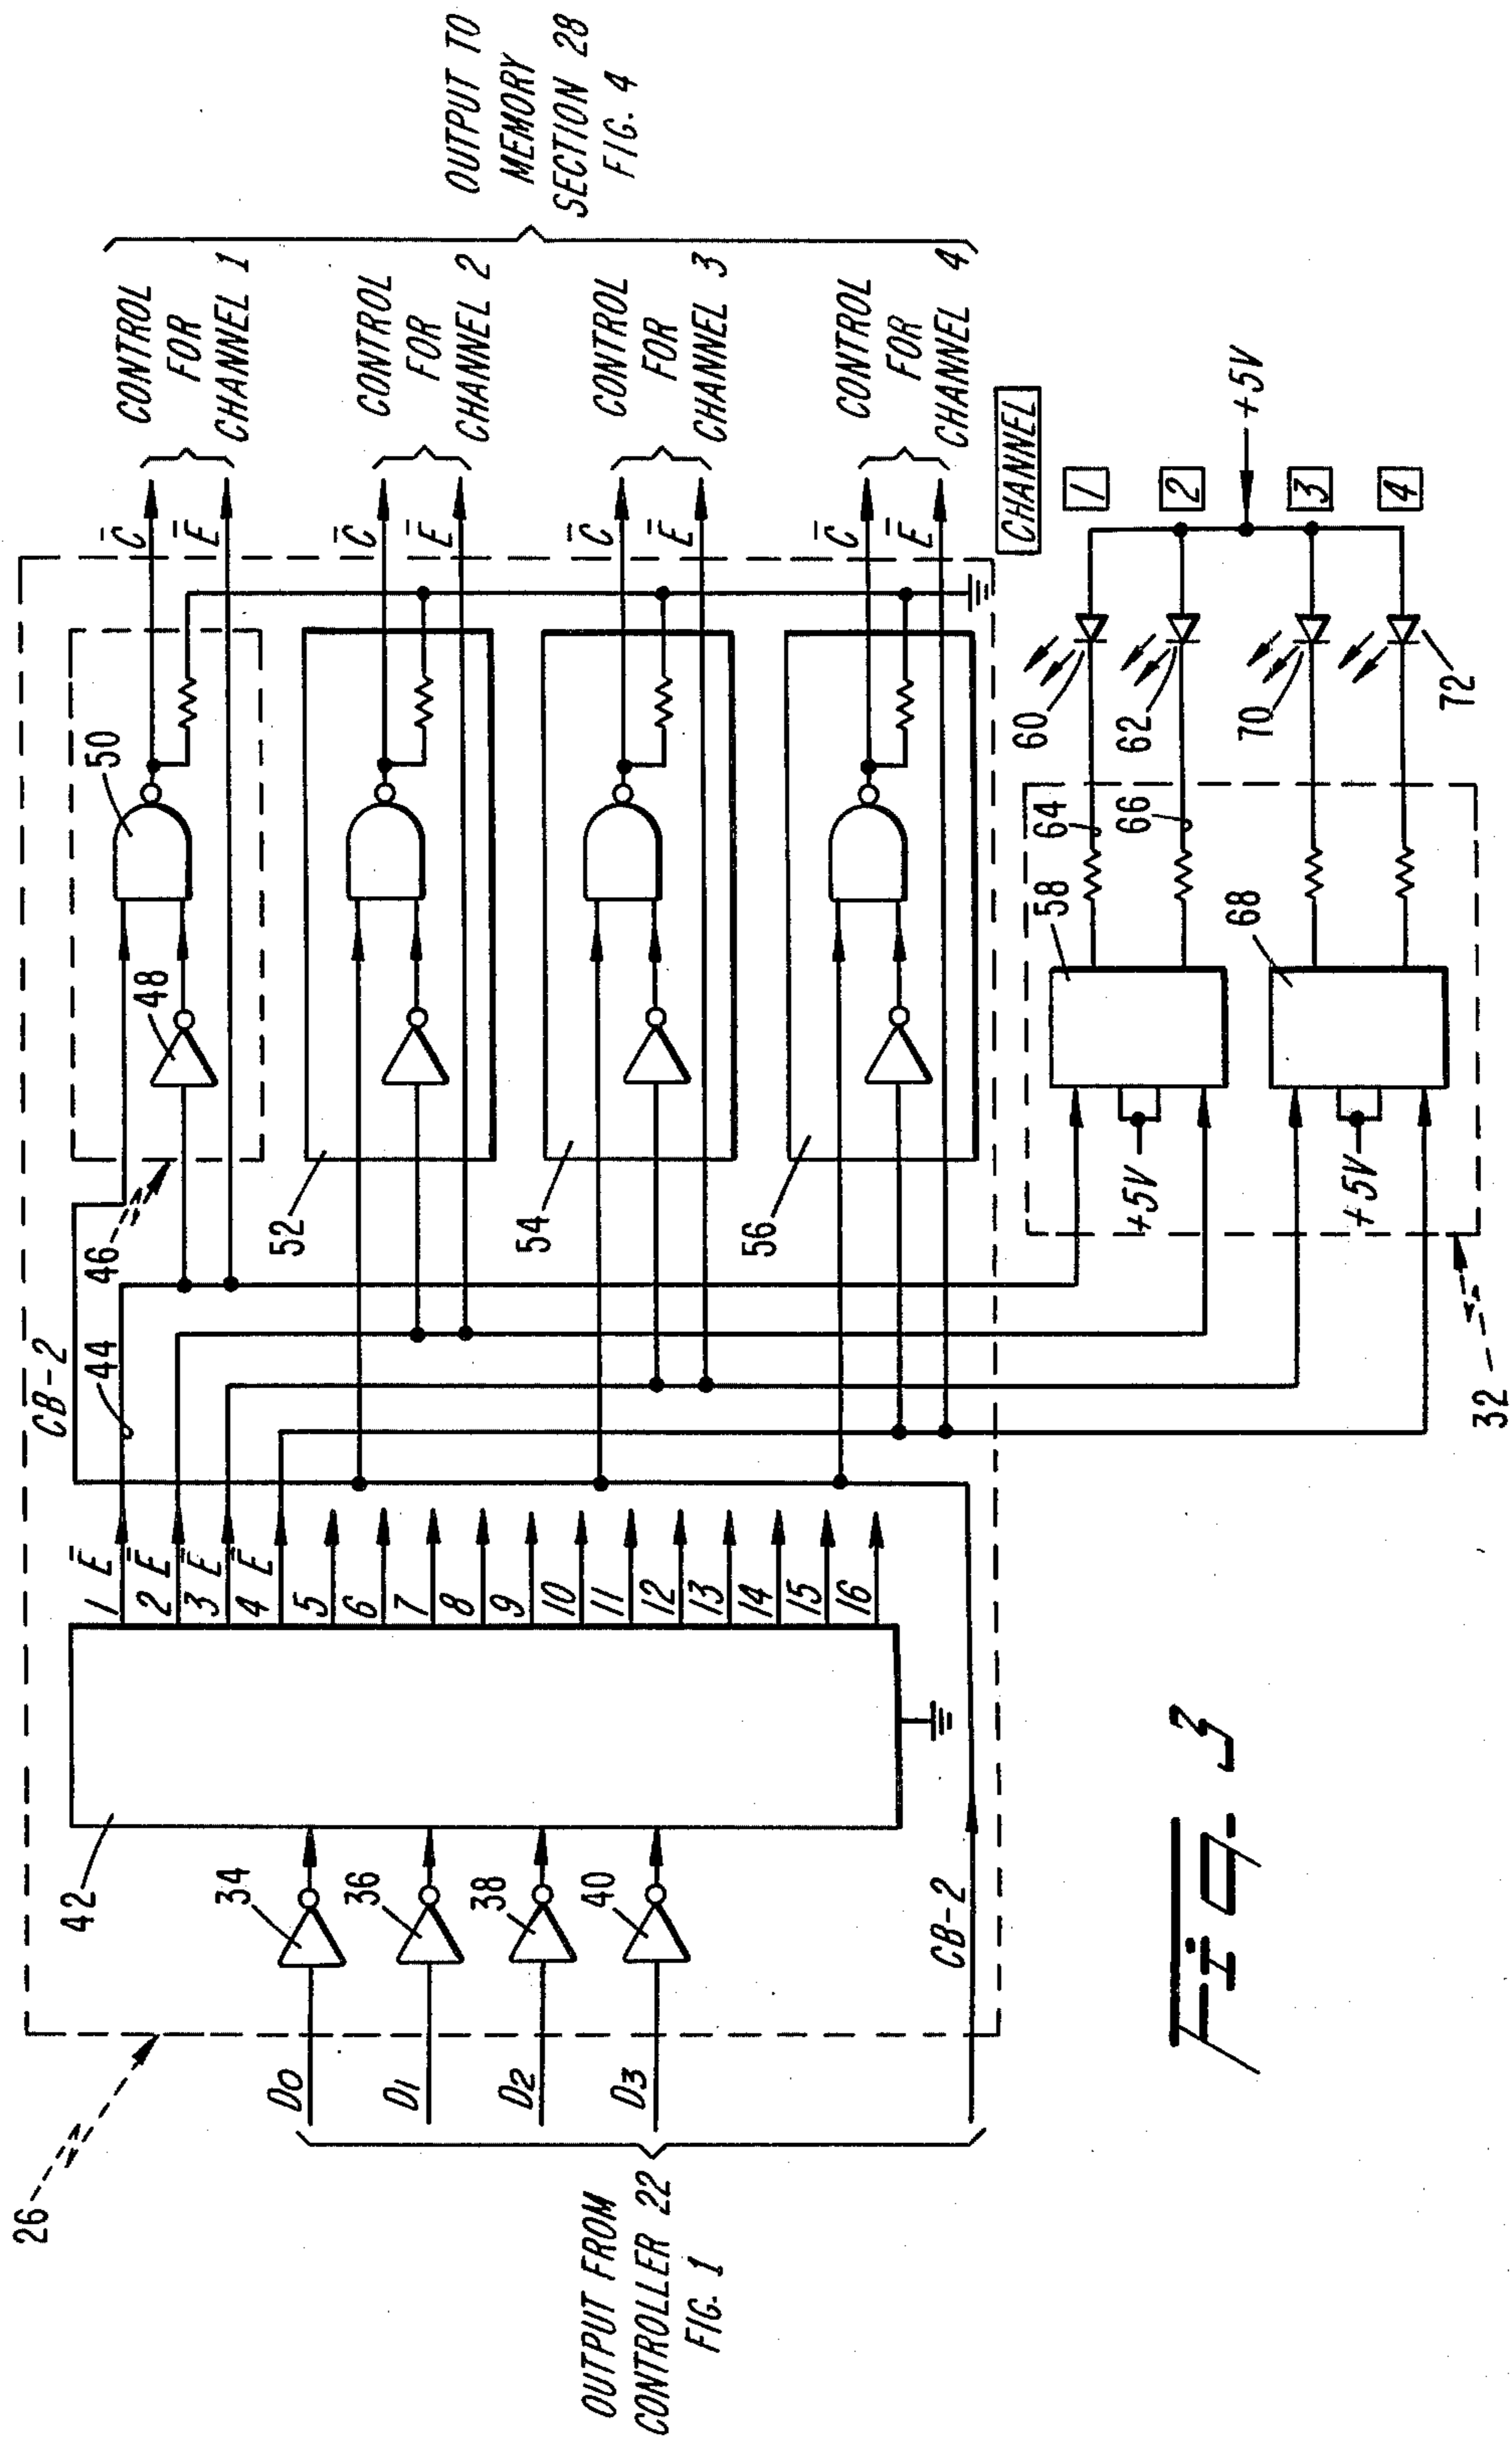 26
OUTPUT FROM
CONTROLLER 22
FIG. 1
D0
D1
D2
D3
CB-2
34
36
38
40
42
1 E̅
2 E̅
3 E̅
4 E̅
5
6
7
8
9
10
11
12
13
14
15
16
CB-2
44
46
48
50
52
54
56
C̅
E̅
C̅
E̅
C̅
E̅
C̅
E̅
CONTROL
FOR
CHANNEL 1
CONTROL
FOR
CHANNEL 2
CONTROL
FOR
CHANNEL 3
CONTROL
FOR
CHANNEL 4
OUTPUT TO
MEMORY
SECTION 28
FIG. 4
32
+5V
+5V
58
68
64
66
60
62
70
72
CHANNEL
1
2
3
4
+5V
Fig. 3